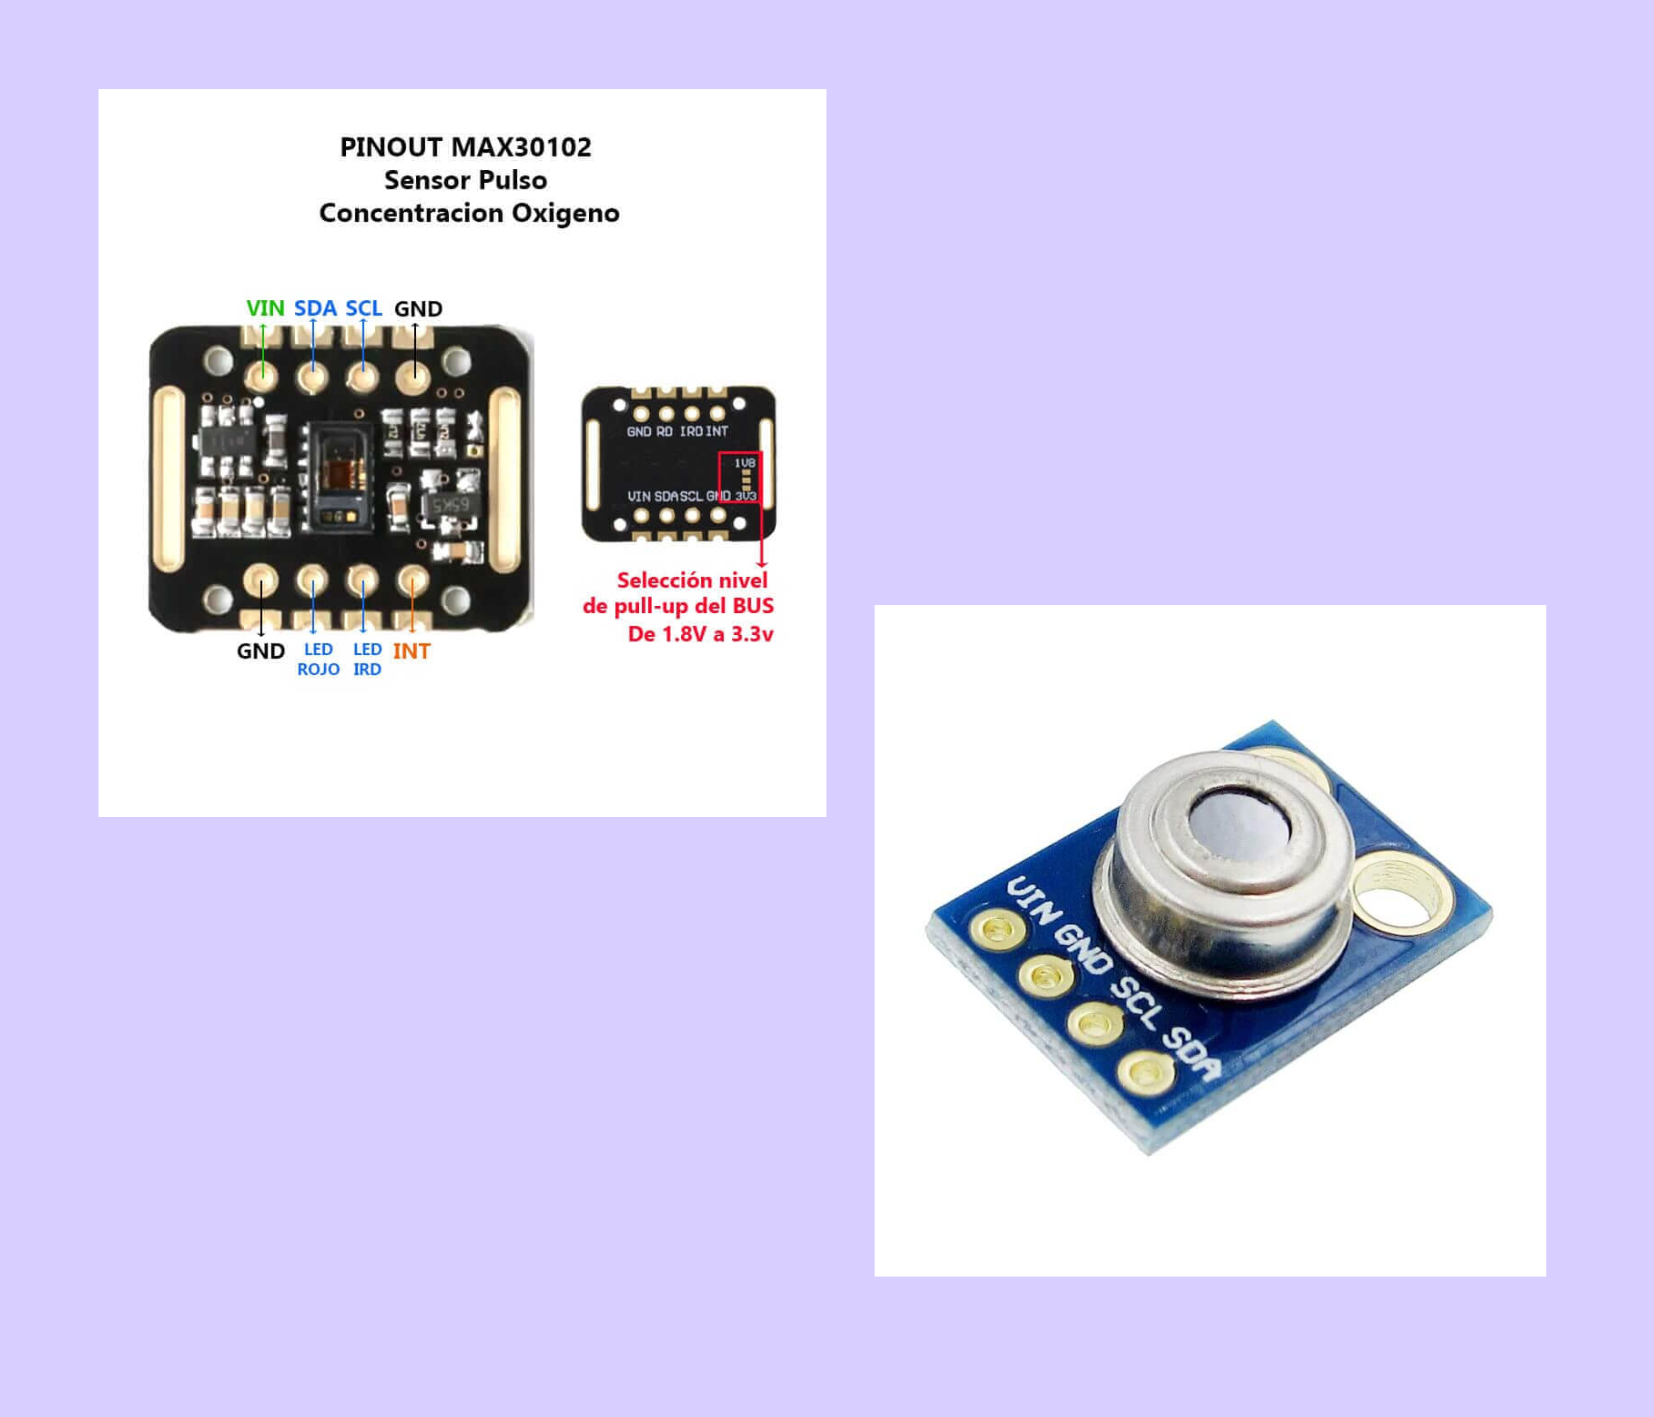 PINOUT MAX30102
Sensor Pulso
Concentracion Oxigeno
VIN SDA SCL GND
GND LED ROJO LED IRD INT
GND RD IRD INT
1V8
VIN SDA SCL GND 3V3
Selección nivel
de pull-up del BUS
De 1.8V a 3.3v
VIN GND SCL SDA